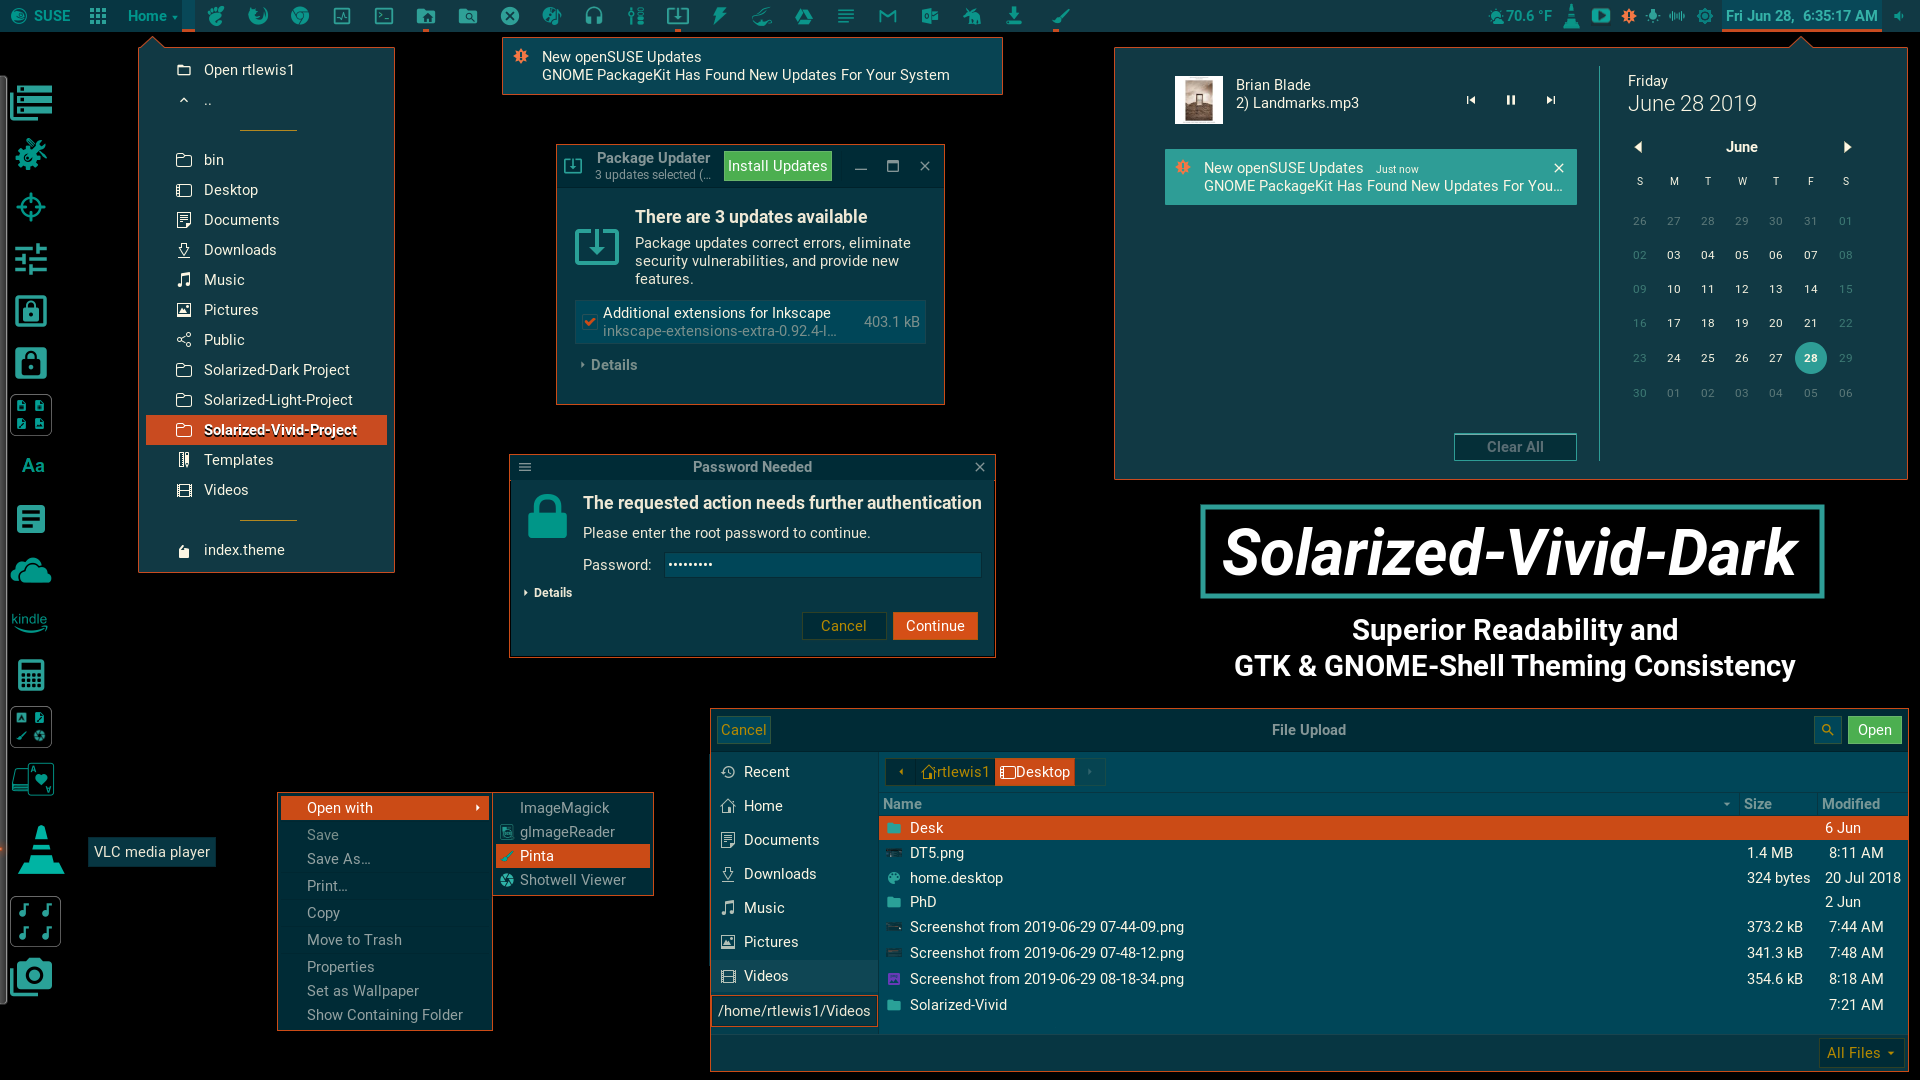 SUSE
Home
70.6 °F
Fri Jun 28,  6:35:17 AM
Open rtlewis1
..
bin
Desktop
Documents
Downloads
Music
Pictures
Public
Solarized-Dark Project
Solarized-Light-Project
Solarized-Vivid-Project
Templates
Videos
index.theme
Aa
kindle
A
A
VLC media player
New openSUSE Updates
GNOME PackageKit Has Found New Updates For Your System
Package Updater
3 updates selected (...
Install Updates
There are 3 updates available
Package updates correct errors, eliminate
security vulnerabilities, and provide new
features.
Additional extensions for Inkscape
inkscape-extensions-extra-0.92.4-l...
403.1 kB
Details
Password Needed
The requested action needs further authentication
Please enter the root password to continue.
Password: •••••••••
Details
Cancel
Continue
Brian Blade
2) Landmarks.mp3
New openSUSE Updates Just now
GNOME PackageKit Has Found New Updates For You...
Clear All
Friday
June 28 2019
June
S M T W T F S
26 27 28 29 30 31 01
02 03 04 05 06 07 08
09 10 11 12 13 14 15
16 17 18 19 20 21 22
23 24 25 26 27 28 29
30 01 02 03 04 05 06
Solarized-Vivid-Dark
Superior Readability and
GTK & GNOME-Shell Theming Consistency
Open with
Save
Save As...
Print...
Copy
Move to Trash
Properties
Set as Wallpaper
Show Containing Folder
ImageMagick
gImageReader
Pinta
Shotwell Viewer
Cancel
File Upload
Open
Recent
Home
Documents
Downloads
Music
Pictures
Videos
/home/rtlewis1/Videos
rtlewis1
Desktop
Name Size Modified
Desk 6 Jun
DT5.png 1.4 MB 8:11 AM
home.desktop 324 bytes 20 Jul 2018
PhD 2 Jun
Screenshot from 2019-06-29 07-44-09.png 373.2 kB 7:44 AM
Screenshot from 2019-06-29 07-48-12.png 341.3 kB 7:48 AM
Screenshot from 2019-06-29 08-18-34.png 354.6 kB 8:18 AM
Solarized-Vivid 7:21 AM
All Files